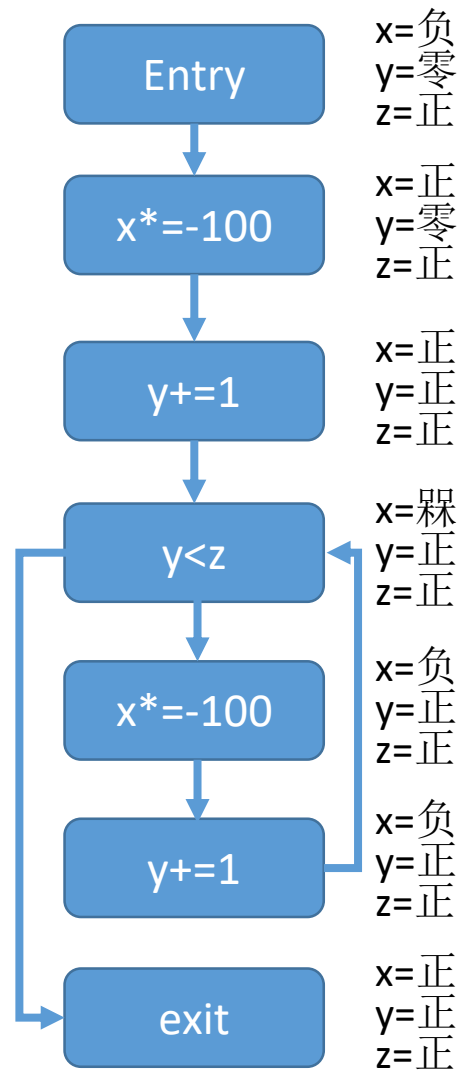 Entry
x=负
y=零
z=正
x*=-100
x=正
y=零
z=正
y+=1
x=正
y=正
z=正
y<z
x=槑
y=正
z=正
x*=-100
x=负
y=正
z=正
y+=1
x=负
y=正
z=正
exit
x=正
y=正
z=正